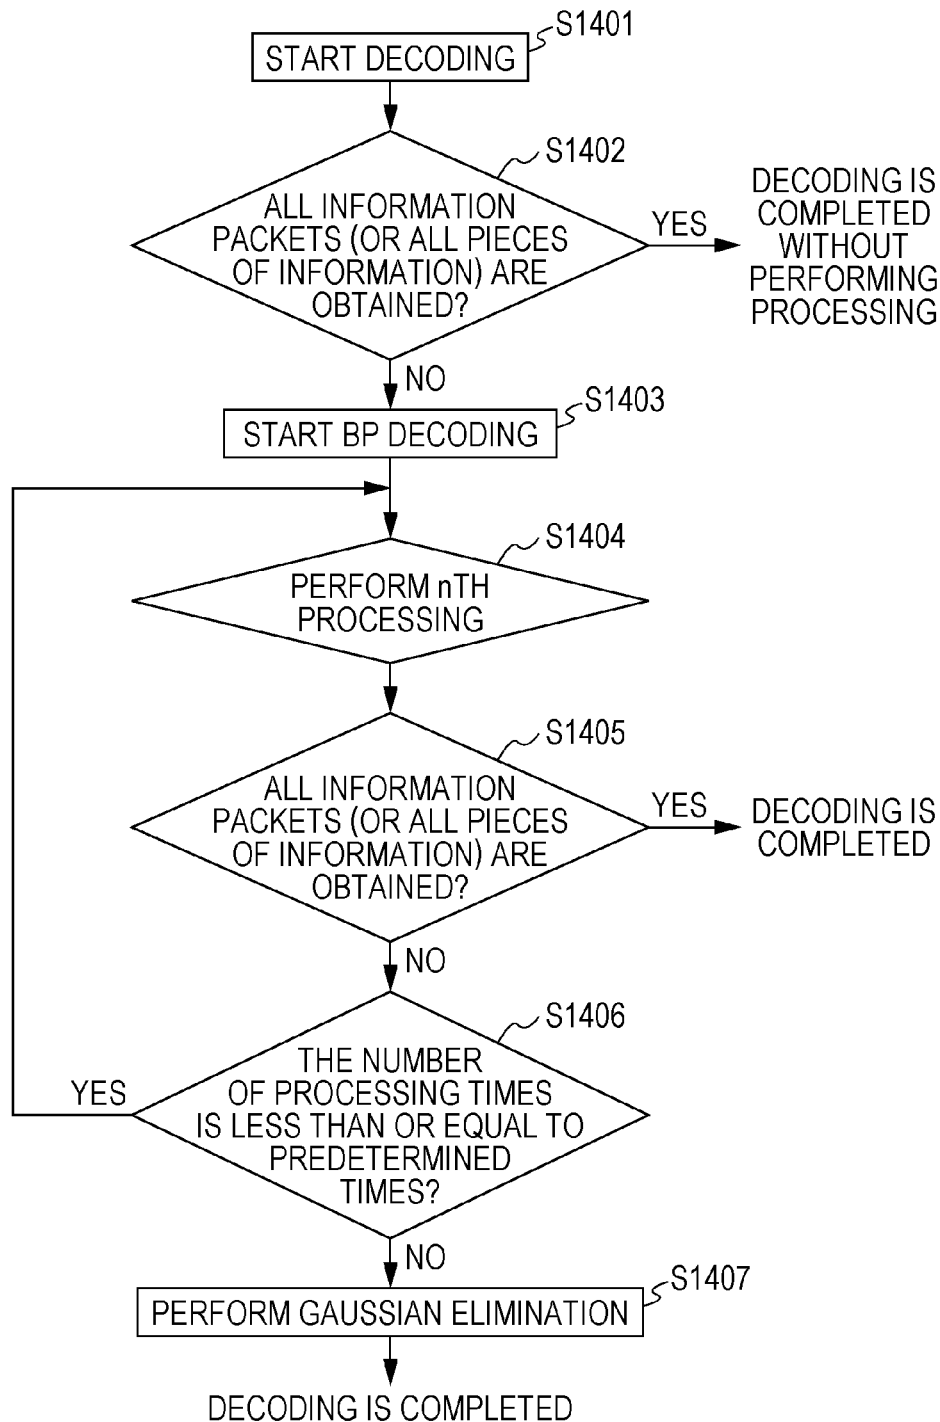 S1401
START DECODING
S1402
ALL INFORMATION
PACKETS (OR ALL PIECES
OF INFORMATION) ARE
OBTAINED?
YES
DECODING IS
COMPLETED
WITHOUT
PERFORMING
PROCESSING
NO
S1403
START BP DECODING
S1404
PERFORM nTH
PROCESSING
S1405
ALL INFORMATION
PACKETS (OR ALL PIECES
OF INFORMATION) ARE
OBTAINED?
YES
DECODING IS
COMPLETED
NO
S1406
THE NUMBER
OF PROCESSING TIMES
IS LESS THAN OR EQUAL TO
PREDETERMINED
TIMES?
YES
NO
S1407
PERFORM GAUSSIAN ELIMINATION
DECODING IS COMPLETED